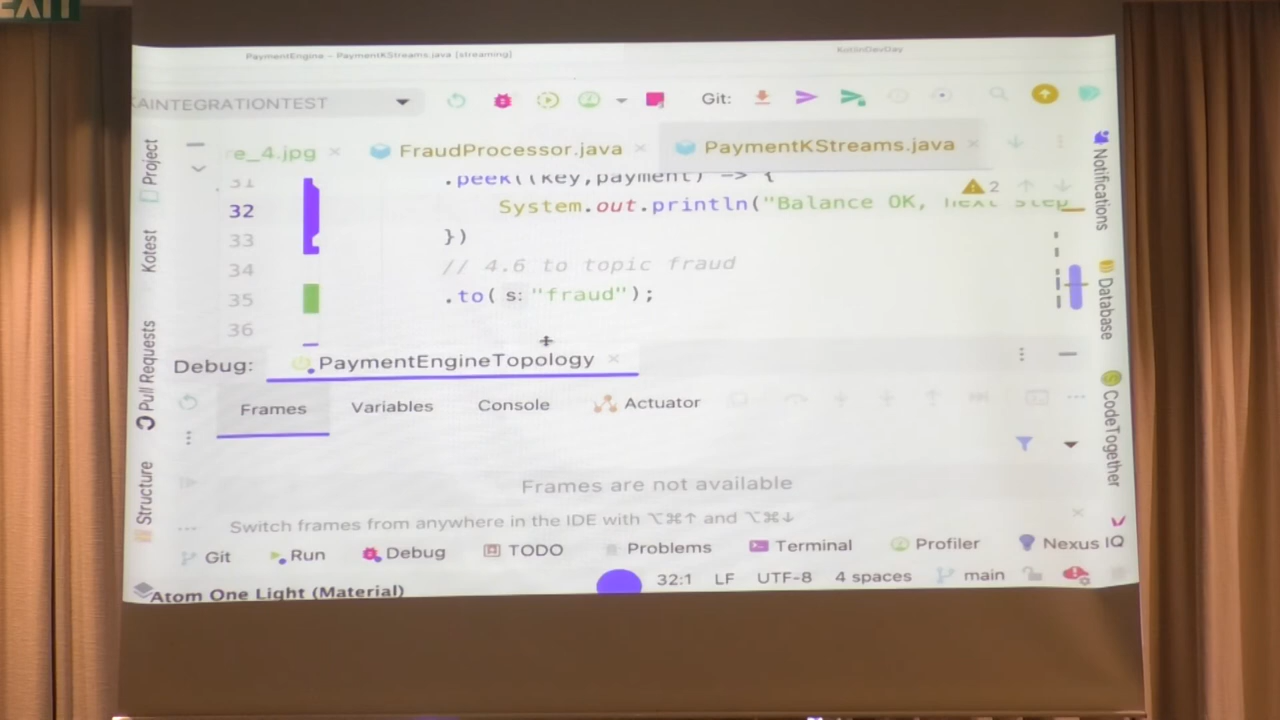 EXIT
PaymentEngine – PaymentKStreams.java [streaming]
KotlinDevDay
AINTEGRATIONTEST
Git:
Project
e_4.jpg
FraudProcessor.java
PaymentKStreams.java
Notifications
31 .peek((key,payment) -> {
2
32 System.out.println("Balance OK,
33 })
34 // 4.6 to topic fraud
35 .to( s: "fraud");
36
Kotest
Database
Pull Requests
Debug: PaymentEngineTopology
Frames Variables Console Actuator
CodeTogether
Structure
Frames are not available
Switch frames from anywhere in the IDE with ⌥⌘↑ and ⌥⌘↓
Git Run Debug TODO Problems Terminal Profiler Nexus IQ
32:1 LF UTF-8 4 spaces main
Atom One Light (Material)